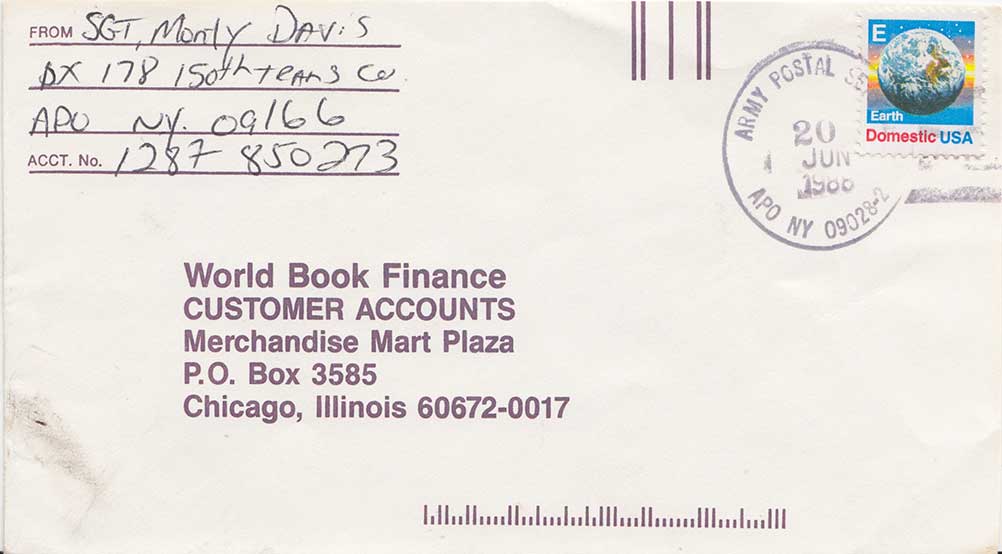 FROM SGT, Monty DAVIS
BX 178 150th TRANS Co.
APO NY. 09166
ACCT. No. 1287 850273
ARMY POSTAL
20
JUN
1988
APO NY 09028-2
E
Earth
Domestic USA
World Book Finance
CUSTOMER ACCOUNTS
Merchandise Mart Plaza
P.O. Box 3585
Chicago, Illinois 60672-0017